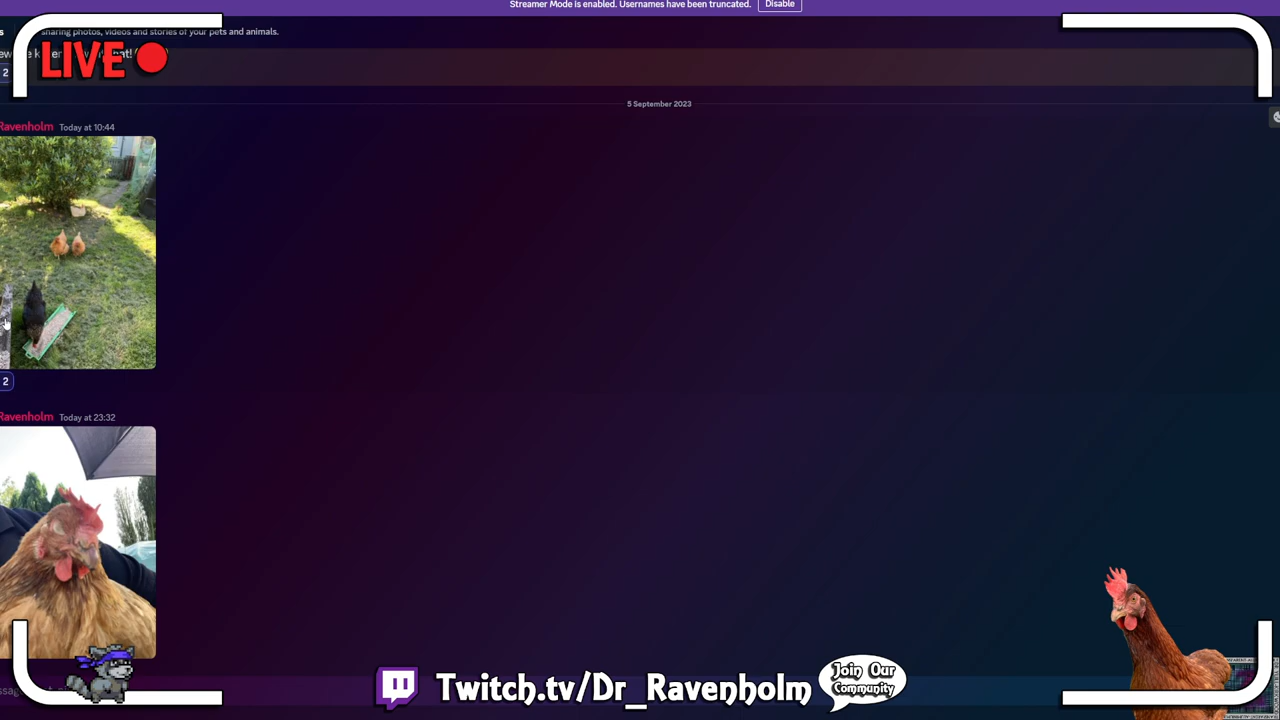 Streamer Mode is enabled. Usernames have been truncated.
Disable
sharing photos, videos and stories of your pets and animals.
LIVE
2
5 September 2023
Ravenholm Today at 10:44
2
Ravenholm Today at 23:32
Twitch.tv/Dr_Ravenholm
Join Our
Community